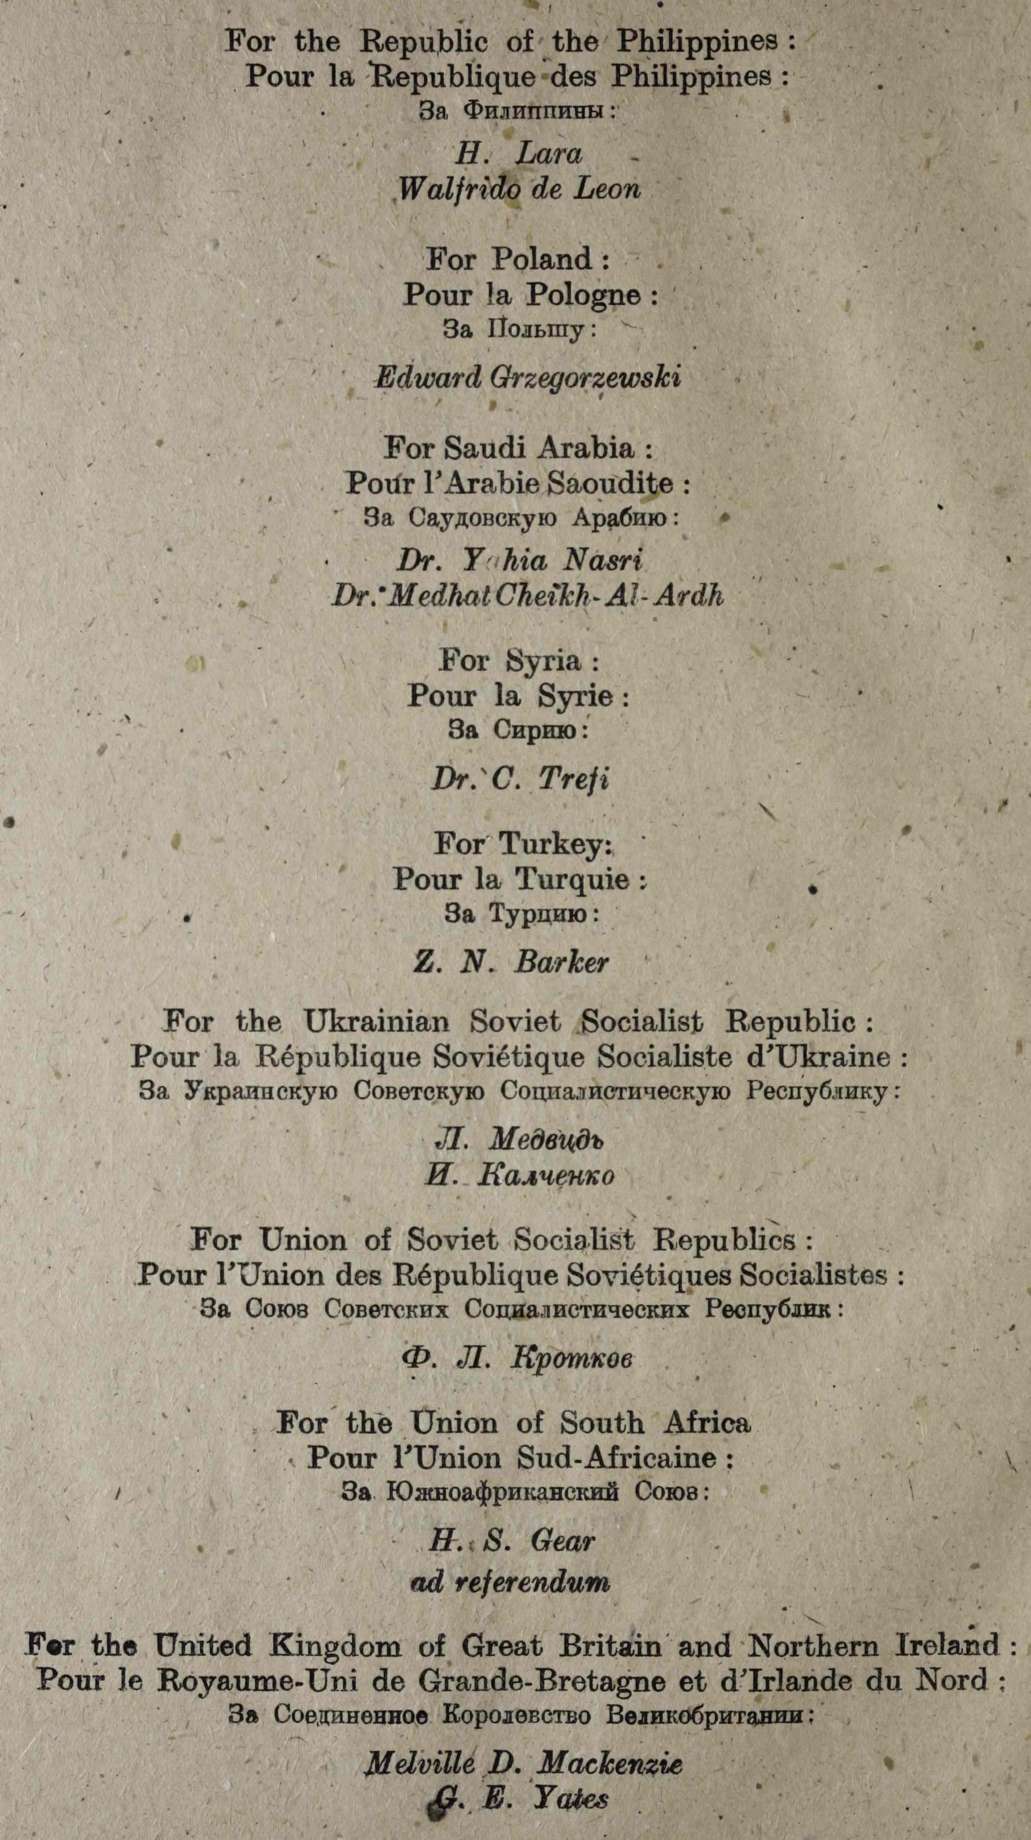 For the Republic of the Philippines :
Pour la Republique des Philippines :
За Филиппины :
H. Lara
Walfrido de Leon
For Poland :
Pour la Pologne :
За Польшу :
Edward Grzegorzewski
For Saudi Arabia :
Pour l'Arabie Saoudite :
За Саудовскую Арабию :
Dr. Yahia Nasri
Dr. Medhat Cheikh-Al-Ardh
For Syria :
Pour la Syrie :
За Сирию :
Dr. C. Trefi
For Turkey:
Pour la Turquie :
За Турцию :
Z. N. Barker
For the Ukrainian Soviet Socialist Republic :
Pour la République Soviétique Socialiste d'Ukraine :
За Украинскую Советскую Социалистическую Республику :
Л. Медвидь
И. Калченко
For Union of Soviet Socialist Republics :
Pour l'Union des République Soviétiques Socialistes :
За Союз Советских Социалистических Республик :
Ф. Л. Кротков
For the Union of South Africa
Pour l'Union Sud-Africaine :
За Южноафриканский Союз :
H. S. Gear
ad referendum
For the United Kingdom of Great Britain and Northern Ireland :
Pour le Royaume-Uni de Grande-Bretagne et d'Irlande du Nord :
За Соединенное Королевство Великобритании :
Melville D. Mackenzie
G. E. Yates